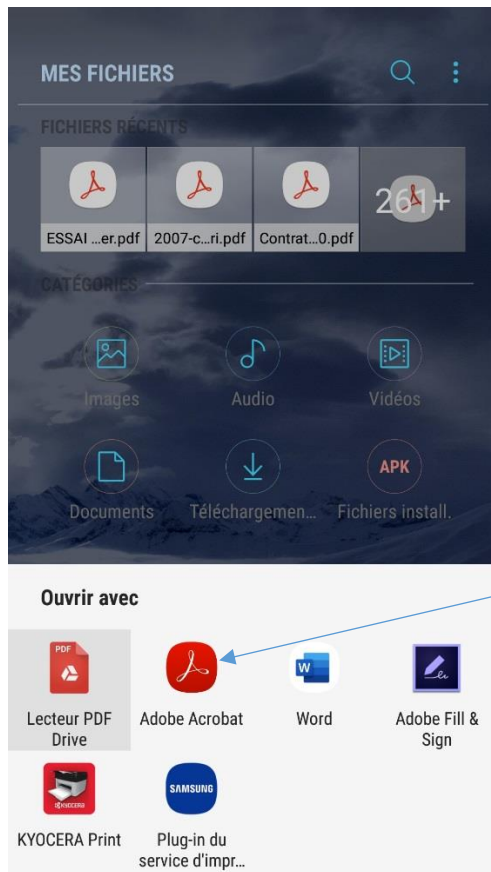 MES FICHIERS
FICHIERS RÉCENTS
261+
ESSAI ...er.pdf 2007-c...ri.pdf Contrat...0.pdf
CATÉGORIES
Images Audio Vidéos
APK
Documents Téléchargemen... Fichiers install.
Ouvrir avec
PDF
W
Lecteur PDF Drive
Adobe Acrobat
Word
Adobe Fill & Sign
KYOCERA
SAMSUNG
KYOCERA Print
Plug-in du
service d'impr...